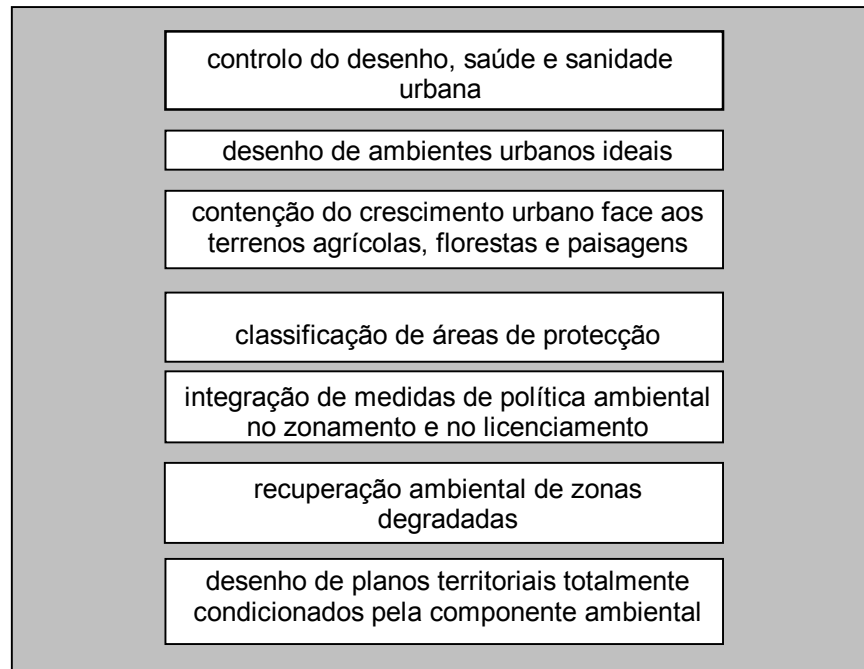 controlo do desenho, saúde e sanidade
urbana
desenho de ambientes urbanos ideais
contenção do crescimento urbano face aos
terrenos agrícolas, florestas e paisagens
classificação de áreas de protecção
integração de medidas de política ambiental
no zonamento e no licenciamento
recuperação ambiental de zonas
degradadas
desenho de planos territoriais totalmente
condicionados pela componente ambiental